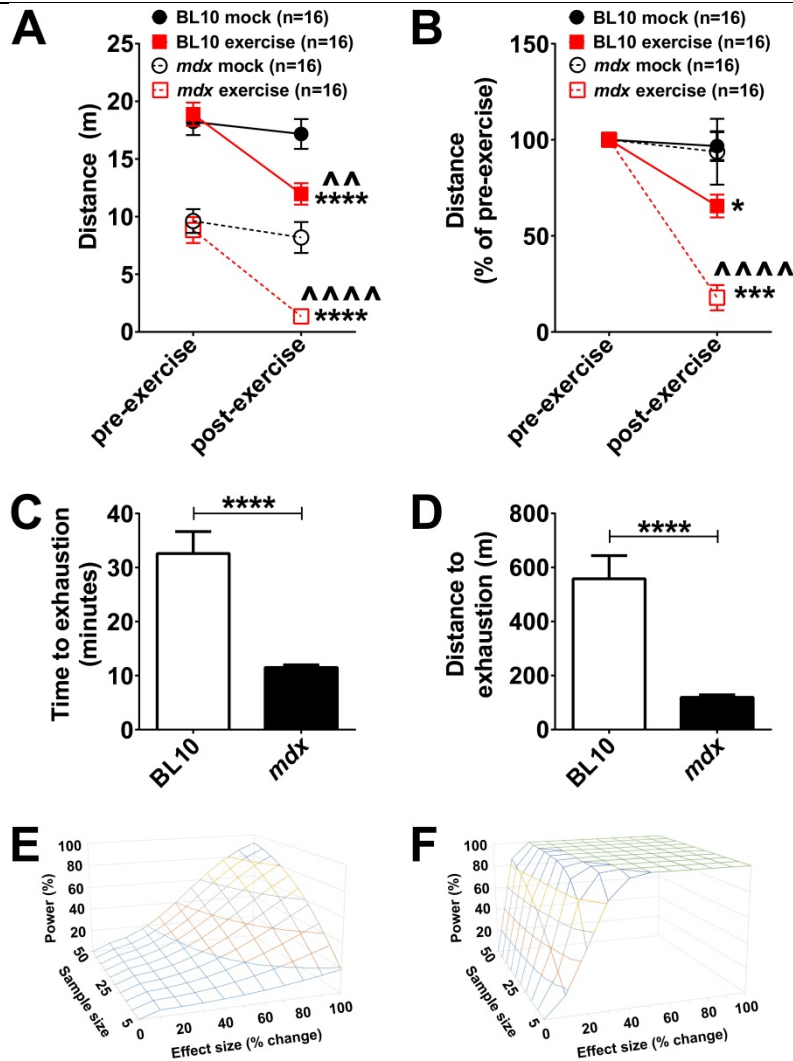 A
BL10 mock (n=16)
BL10 exercise (n=16)
mdx mock (n=16)
mdx exercise (n=16)
25
20
15
10
5
0
Distance (m)
^^
****
^^^^
****
pre-exercise
post-exercise
B
BL10 mock (n=16)
BL10 exercise (n=16)
mdx mock (n=16)
mdx exercise (n=16)
150
100
50
0
Distance
(% of pre-exercise)
*
^^^^
***
pre-exercise
post-exercise
C
40
30
20
10
0
Time to exhaustion
(minutes)
****
BL10
mdx
D
800
600
400
200
0
Distance to
exhaustion (m)
****
BL10
mdx
E
100
80
60
40
20
Power (%)
50
25
5
Sample size
0
20
40
60
80
100
Effect size (% change)
F
100
80
60
40
20
Power (%)
50
25
5
Sample size
0
20
40
60
80
100
Effect size (% change)